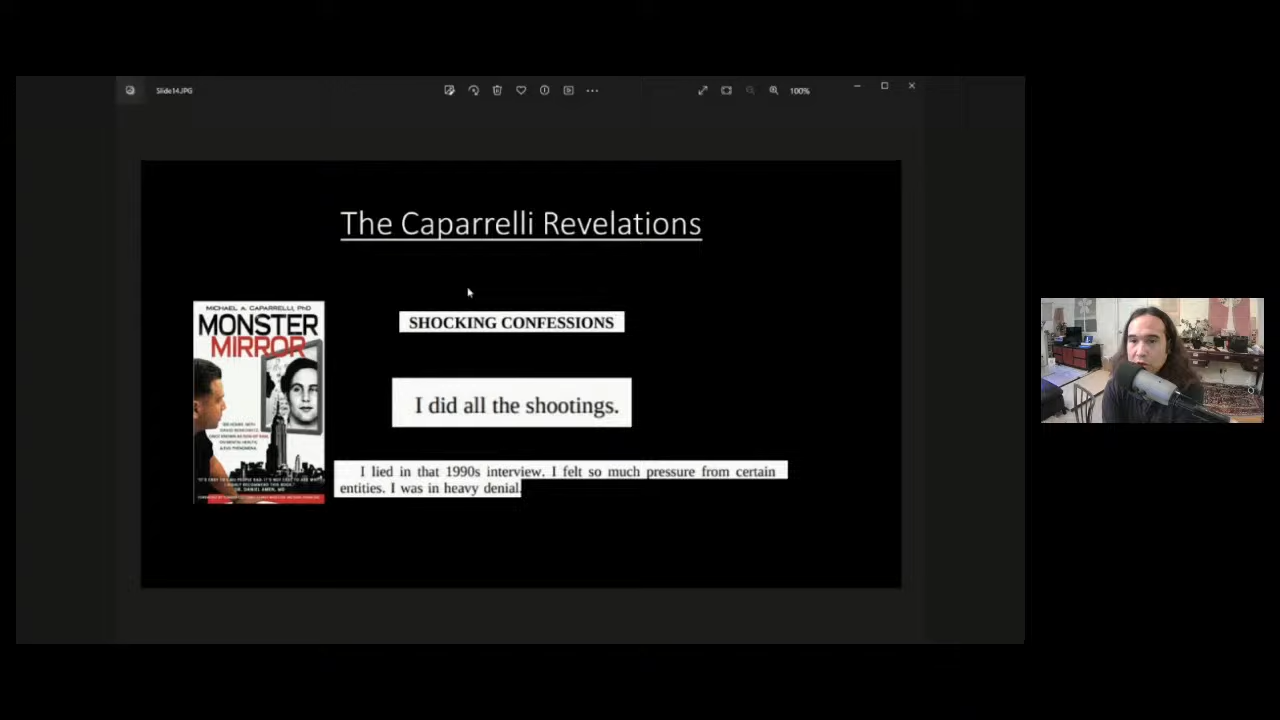 Slide14.JPG
100%
The Caparrelli Revelations
MICHAEL A. CAPARRELLI, PhD
MONSTER
MIRROR
SHOCKING CONFESSIONS
I did all the shootings.
I lied in that 1990s interview. I felt so much pressure from certain
entities. I was in heavy denial.